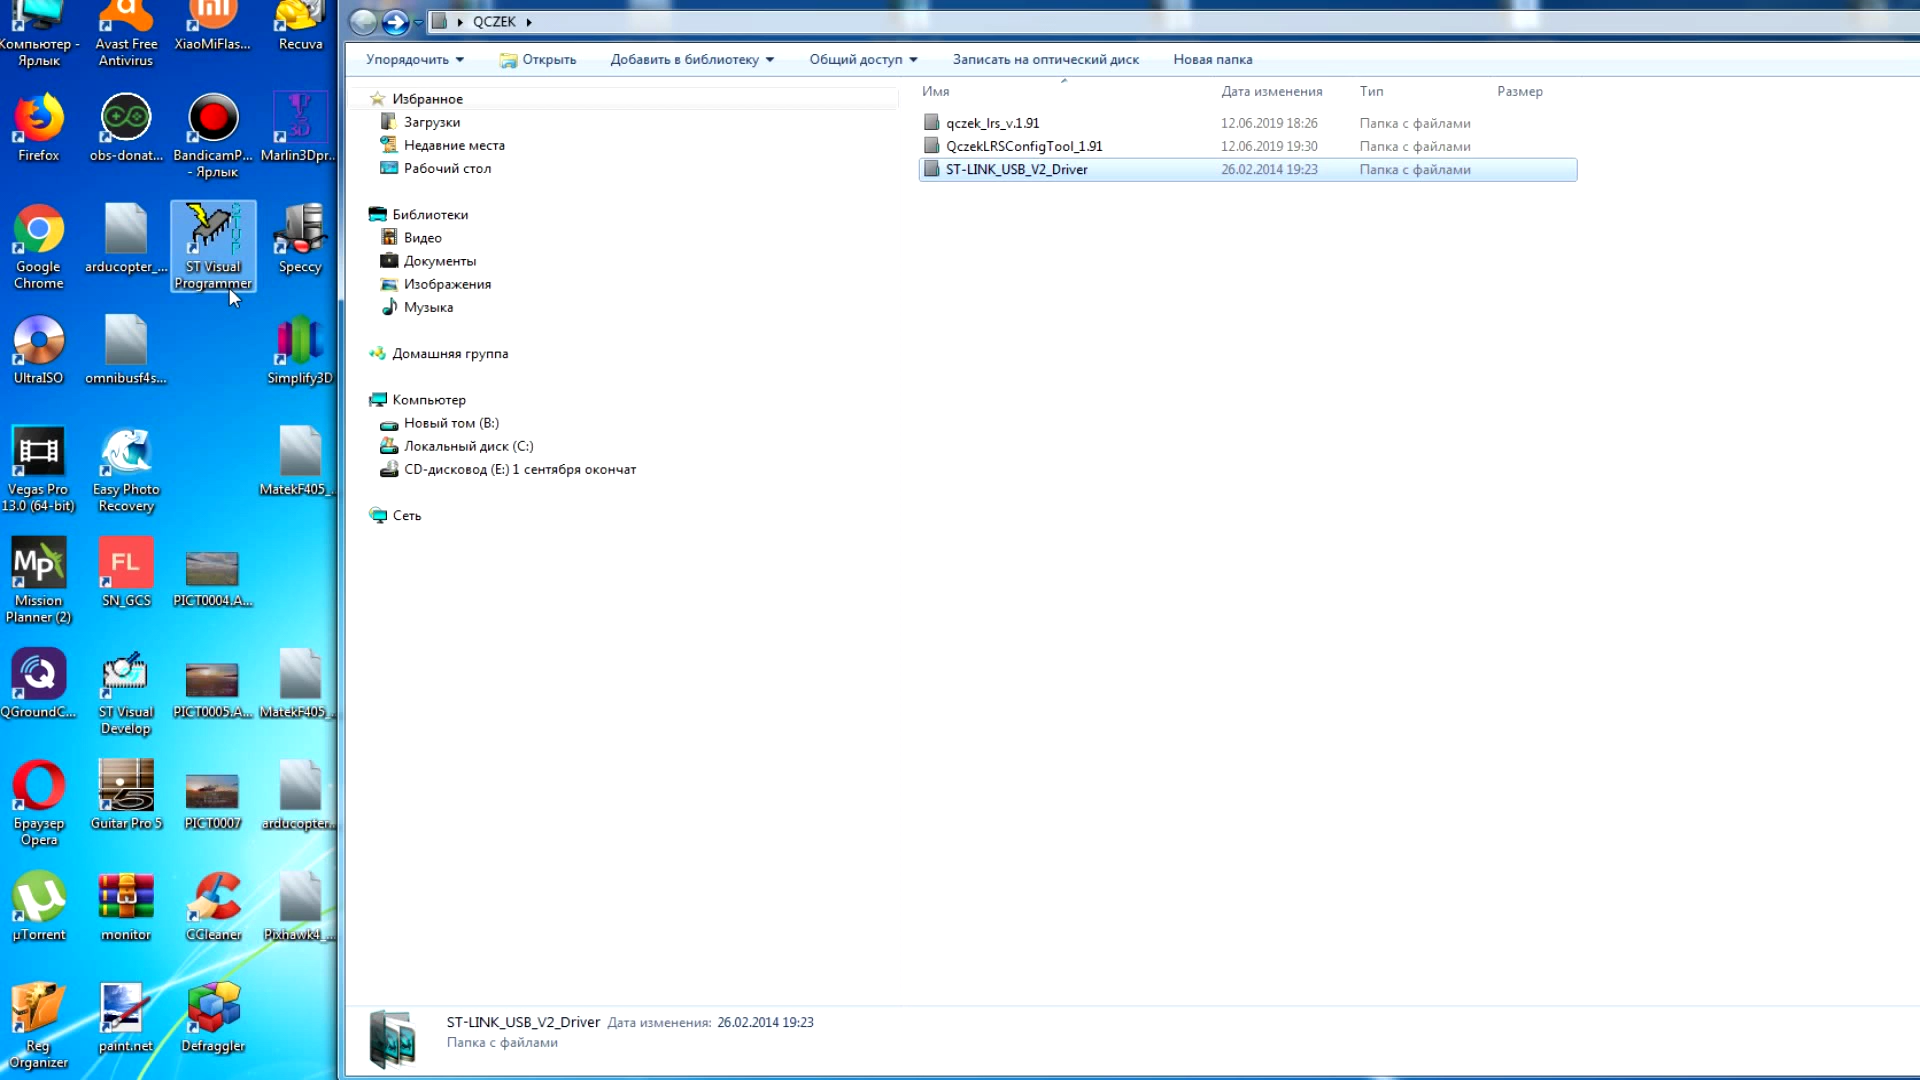 Компьютер -
Ярлык
Avast Free
Antivirus
XiaoMiFlas...
Recuva
Firefox
obs-donat...
BandicamP...
- Ярлык
Marlin3Dpr...
Google
Chrome
arducopter_...
ST Visual
Programmer
Speccy
UltraISO
omnibusf4s...
Simplify3D
Vegas Pro
13.0 (64-bit)
Easy Photo
Recovery
MatekF405_...
Mission
Planner (2)
FL
SN_GCS
PICT0004.A...
QGroundC...
ST Visual
Develop
PICT0005.A...
MatekF405_...
Браузер
Opera
Guitar Pro 5
PICT0007
arducopter...
µTorrent
monitor
CCleaner
Pixhawk4_...
Reg
Organizer
paint.net
Defraggler
QCZEK
Упорядочить
Открыть
Добавить в библиотеку
Общий доступ
Записать на оптический диск
Новая папка
Избранное
Загрузки
Недавние места
Рабочий стол
Библиотеки
Видео
Документы
Изображения
Музыка
Домашняя группа
Компьютер
Новый том (B:)
Локальный диск (C:)
CD-дисковод (E:) 1 сентября окончат
Сеть
Имя Дата изменения Тип Размер
qczek_lrs_v.1.91 12.06.2019 18:26 Папка с файлами
QczekLRSConfigTool_1.91 12.06.2019 19:30 Папка с файлами
ST-LINK_USB_V2_Driver 26.02.2014 19:23 Папка с файлами
ST-LINK_USB_V2_Driver Дата изменения: 26.02.2014 19:23
Папка с файлами